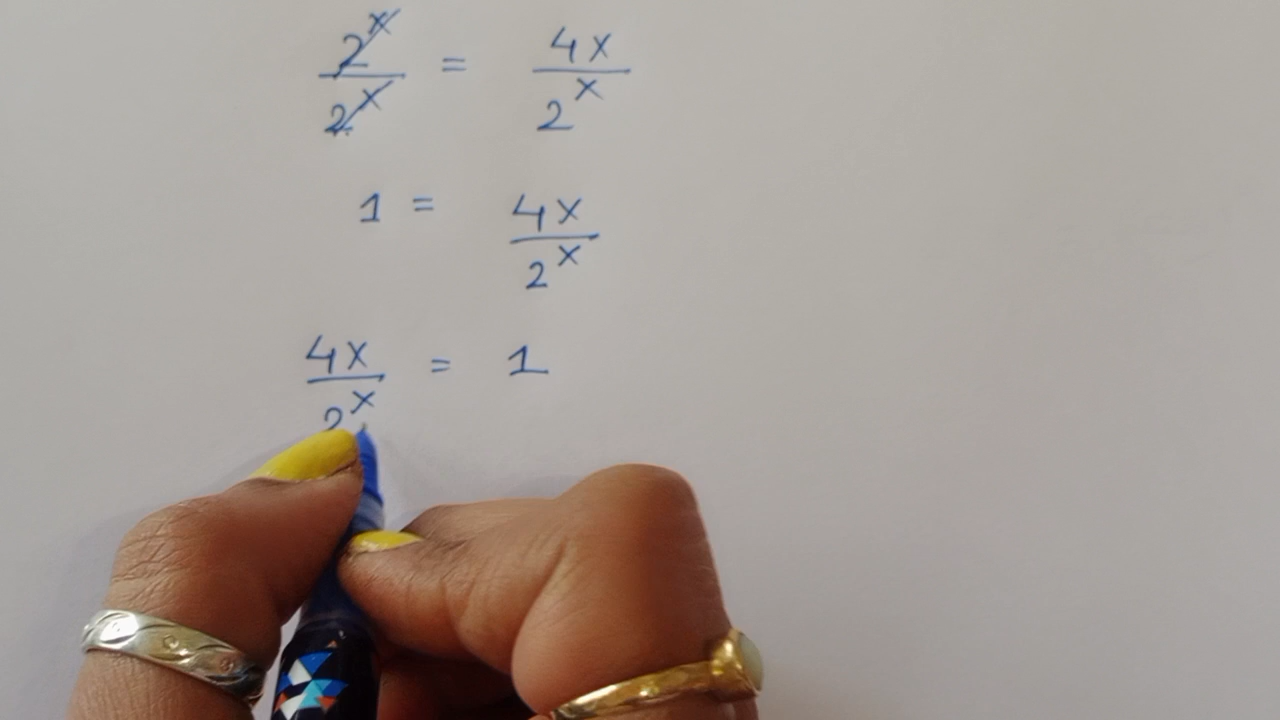 2^x / 2^x = 4x / 2^x
1 = 4x / 2^x
4x / 2^x = 1